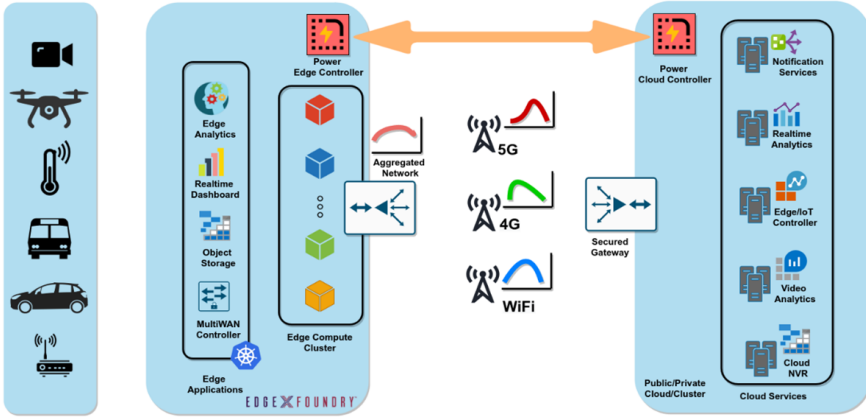 Power
Edge Controller
Edge
Analytics
Realtime
Dashboard
Object
Storage
MultiWAN
Controller
Edge
Applications
Edge Compute
Cluster
EDGE X FOUNDRY
Aggregated
Network
5G
4G
WiFi
Secured
Gateway
Power
Cloud Controller
Public/Private
Cloud/Cluster
Notification
Services
Realtime
Analytics
Edge/IoT
Controller
Video
Analytics
Cloud
NVR
Cloud Services